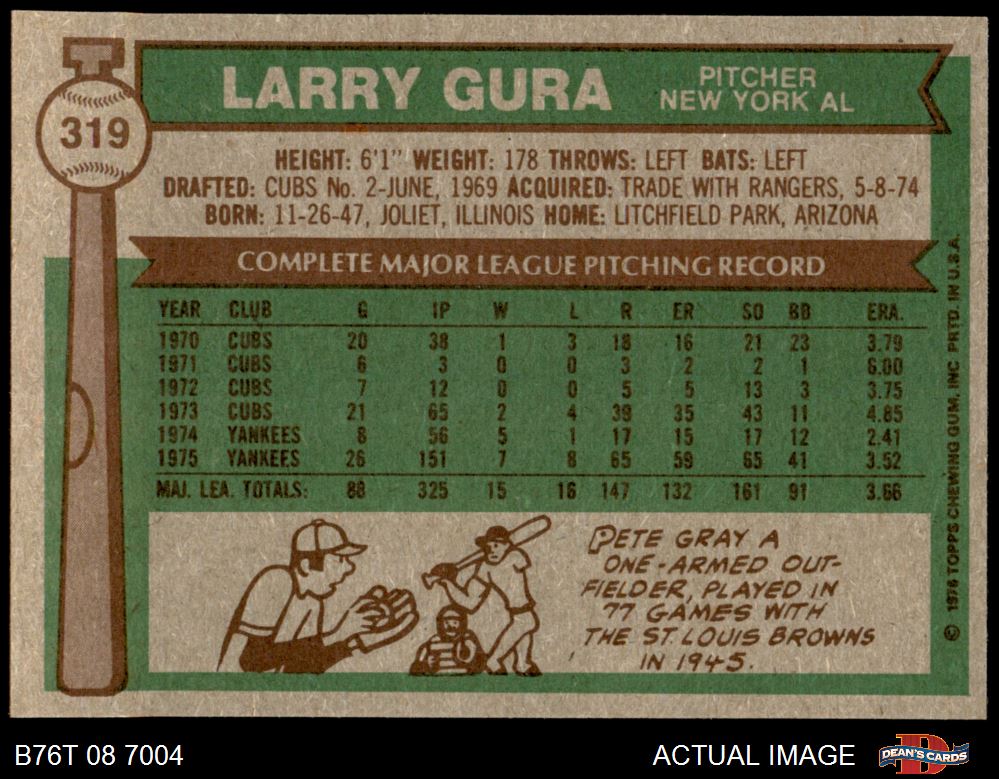 319
LARRY GURA
PITCHER
NEW YORK AL
HEIGHT: 6'1" WEIGHT: 178 THROWS: LEFT BATS: LEFT
DRAFTED: CUBS No. 2-JUNE, 1969 ACQUIRED: TRADE WITH RANGERS, 5-8-74
BORN: 11-26-47, JOLIET, ILLINOIS HOME: LITCHFIELD PARK, ARIZONA
COMPLETE MAJOR LEAGUE PITCHING RECORD
YEAR CLUB G IP W L R ER SO BB ERA.
1970 CUBS 20 38 1 3 18 16 21 23 3.79
1971 CUBS 6 3 0 0 3 2 2 1 6.00
1972 CUBS 7 12 0 0 5 5 13 3 3.75
1973 CUBS 21 65 2 4 39 35 43 11 4.85
1974 YANKEES 8 56 5 1 17 15 17 12 2.41
1975 YANKEES 26 151 7 8 65 59 65 41 3.52
MAJ. LEA. TOTALS: 88 325 15 16 147 132 161 91 3.66
PETE GRAY A
ONE-ARMED OUT-
FIELDER, PLAYED IN
77 GAMES WITH
THE ST. LOUIS BROWNS
IN 1945.
© 1976 TOPPS CHEWING GUM, INC PRTD. IN U.S.A.
B76T 08 7004
ACTUAL IMAGE
DEAN'S CARDS